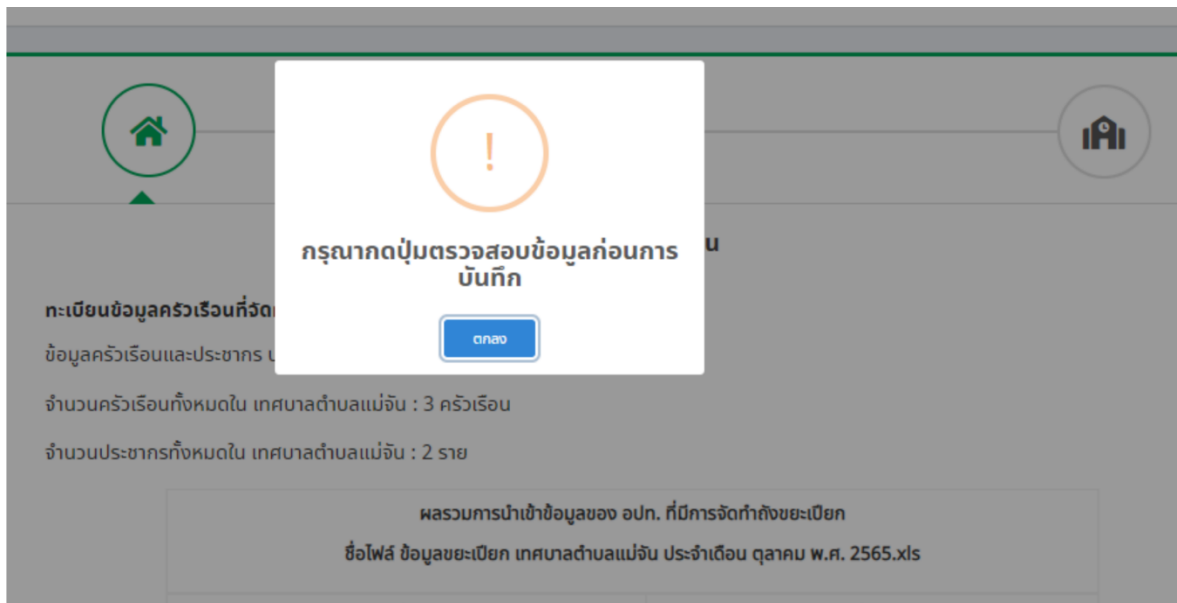 กรุณากดปุ่มตรวจสอบข้อมูลก่อนการ
บันทึก
ตกลง
น
ทะเบียนข้อมูลครัวเรือนที่จัด
ข้อมูลครัวเรือนและประชากร
จำนวนครัวเรือนทั้งหมดใน เทศบาลตำบลแม่จัน : 3 ครัวเรือน
จำนวนประชากรทั้งหมดใน เทศบาลตำบลแม่จัน : 2 ราย
ผลรวมการนำเข้าข้อมูลของ อปท. ที่มีการจัดทำถังขยะเปียก
ชื่อไฟล์ ข้อมูลขยะเปียก เทศบาลตำบลแม่จัน ประจำเดือน ตุลาคม พ.ศ. 2565.xls